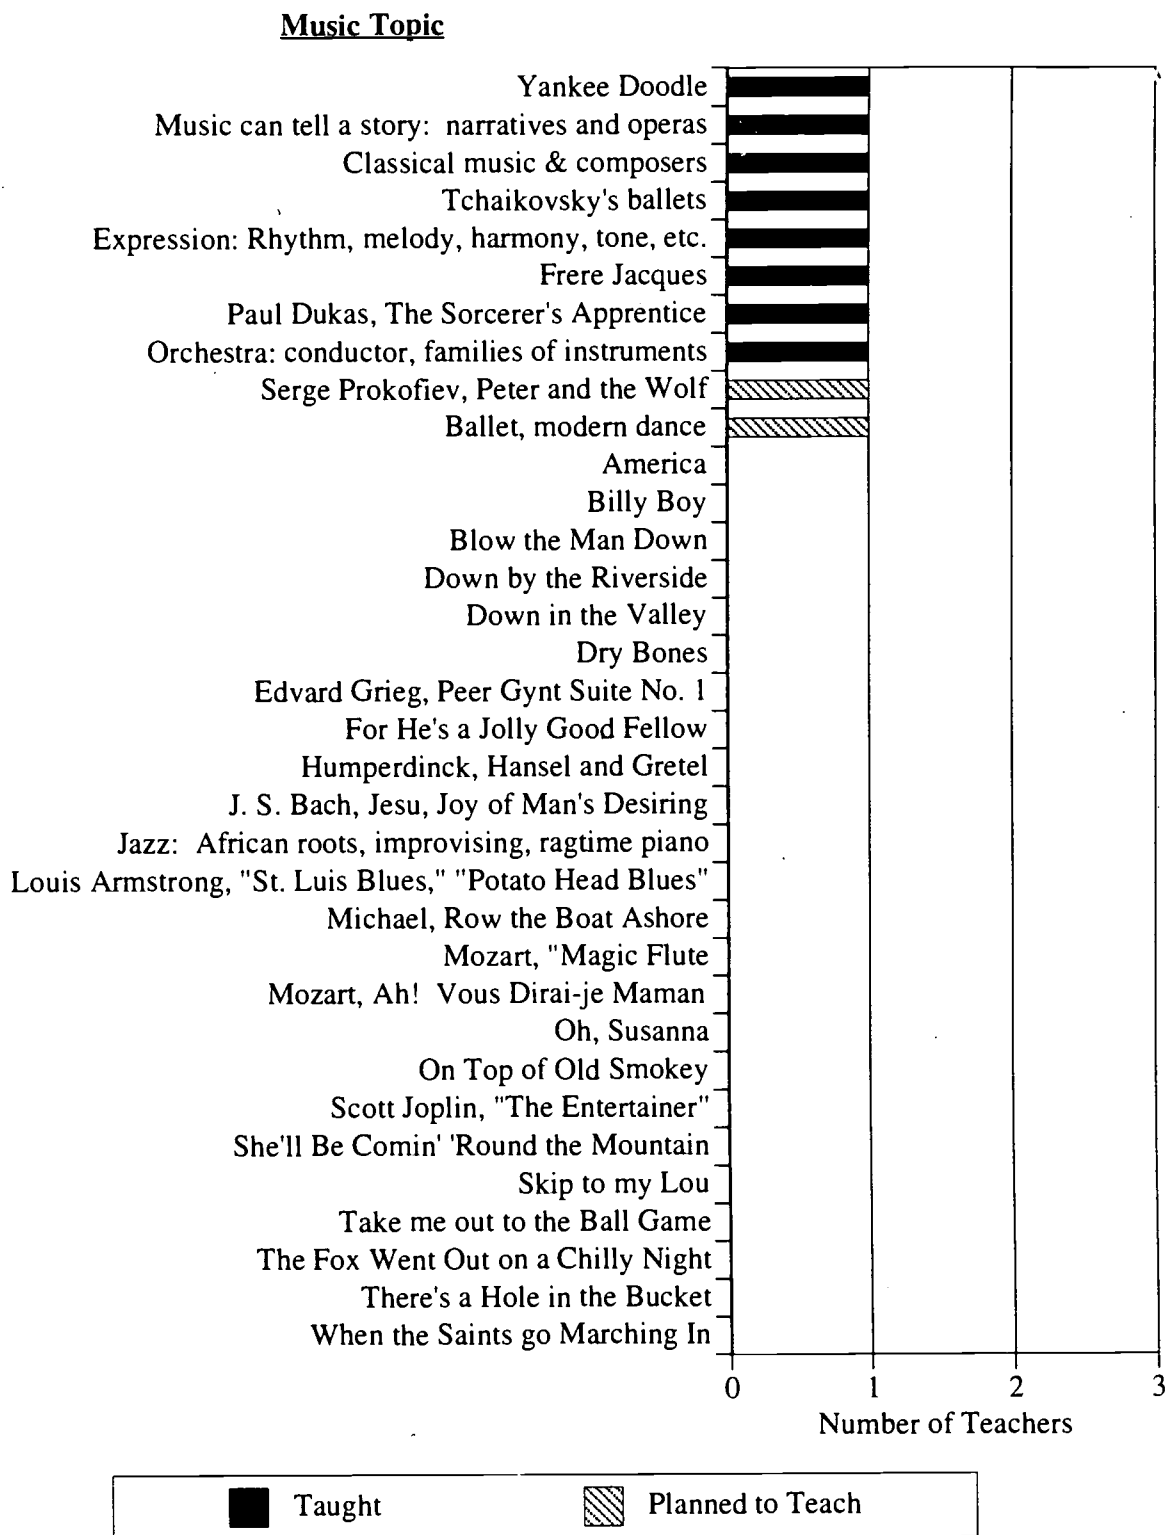 Music Topic
Yankee Doodle
Music can tell a story: narratives and operas
Classical music & composers
Tchaikovsky's ballets
Expression: Rhythm, melody, harmony, tone, etc.
Frere Jacques
Paul Dukas, The Sorcerer's Apprentice
Orchestra: conductor, families of instruments
Serge Prokofiev, Peter and the Wolf
Ballet, modern dance
America
Billy Boy
Blow the Man Down
Down by the Riverside
Down in the Valley
Dry Bones
Edvard Grieg, Peer Gynt Suite No. 1
For He's a Jolly Good Fellow
Humperdinck, Hansel and Gretel
J. S. Bach, Jesu, Joy of Man's Desiring
Jazz: African roots, improvising, ragtime piano
Louis Armstrong, "St. Luis Blues," "Potato Head Blues"
Michael, Row the Boat Ashore
Mozart, "Magic Flute
Mozart, Ah! Vous Dirai-je Maman
Oh, Susanna
On Top of Old Smokey
Scott Joplin, "The Entertainer"
She'll Be Comin' 'Round the Mountain
Skip to my Lou
Take me out to the Ball Game
The Fox Went Out on a Chilly Night
There's a Hole in the Bucket
When the Saints go Marching In
0 1 2 3
Number of Teachers
Taught Planned to Teach